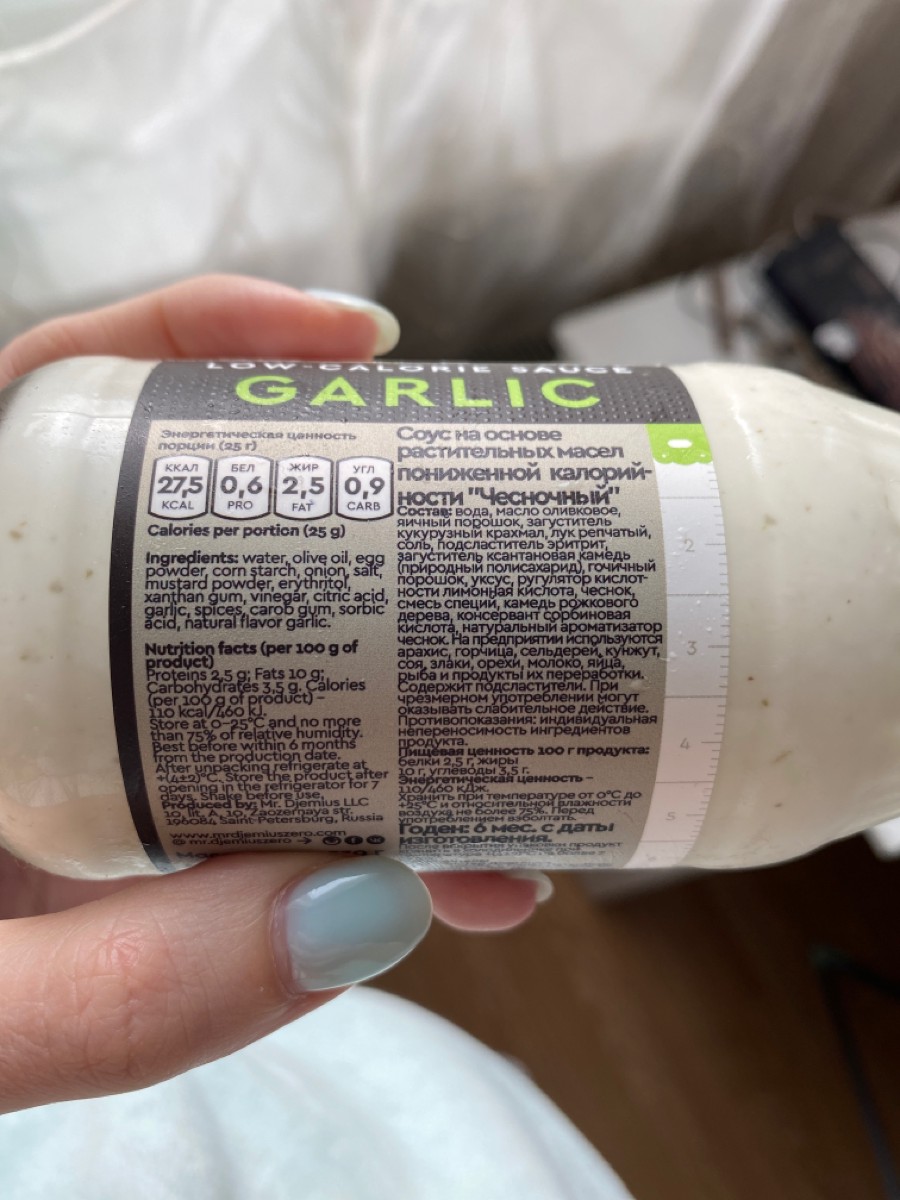 LOW-CALORIE SAUCE
GARLIC
Энергетическая ценность
порции (25 г)
ККАЛ
27,5
KCAL
БЕЛ
0,6
PRO
ЖИР
2,5
FAT
УГЛ
0,9
CARB
Calories per portion (25 g)
Ingredients: water, olive oil, egg
powder, corn starch, onion, salt,
mustard powder, erythritol,
xanthan gum, vinegar, citric acid,
garlic, spices, carob gum, sorbic
acid, natural flavor garlic.
Nutrition facts (per 100 g of
product)
Proteins 2,5 g; Fats 10 g;
Carbohydrates 3,5 g. Calories
(per 100 g of product) –
110 kcal/460 kJ.
Store at 0-25°C and no more
than 75% of relative humidity.
Best before within 6 months
from the production date.
After unpacking refrigerate at
+(4±2)°C. Store the product after
opening in the refrigerator for 7
days. Shake before use.
Produced by: Mr. Djemius LLC
10, lit. A, 10, Zaozernaya str.
196084 Saint-Petersburg, Russia
www.mrdjemiuszero.com
@mr.djemiuszero →
Соус на основе
растительных масел
пониженной калорий-
ности "Чесночный"
Состав: вода, масло оливковое,
яичный порошок, загуститель
кукурузный крахмал, лук репчатый,
соль, подсластитель эритрит,
загуститель ксантановая камедь
(природный полисахарид), гочичный
порошок, уксус, ругулятор кислот-
ности лимонная кислота, чеснок,
смесь специй, камедь рожкового
дерева, консервант сорбиновая
кислота, натуральный ароматизатор
чеснок. На предприятии используются
арахис, горчица, сельдерей, кунжут,
соя, злаки, орехи, молоко, яйца,
рыба и продукты их переработки.
Содержит подсластители. При
чрезмерном употреблении могут
оказывать слабительное действие.
Противопоказания: индивидуальная
непереносимость ингредиентов
продукта.
Пищевая ценность 100 г продукта:
белки 2,5 г, жиры
10 г, углеводы 3,5 г.
Энергетическая ценность –
110/460 кДж.
Хранить при температуре от 0°С до
+25°С и относительной влажности
воздуха не более 75%. Перед
употреблением взболтать.
Годен: 6 мес. с даты
изготовления.
2
3
4
5